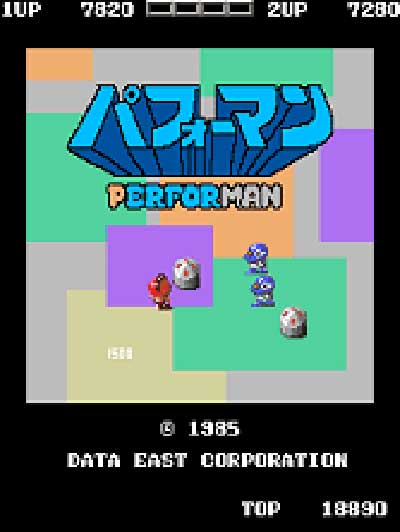 1UP 7820 2UP 7280
パフォーマン
PERFORMAN
1500
© 1985
DATA EAST CORPORATION
TOP 18890